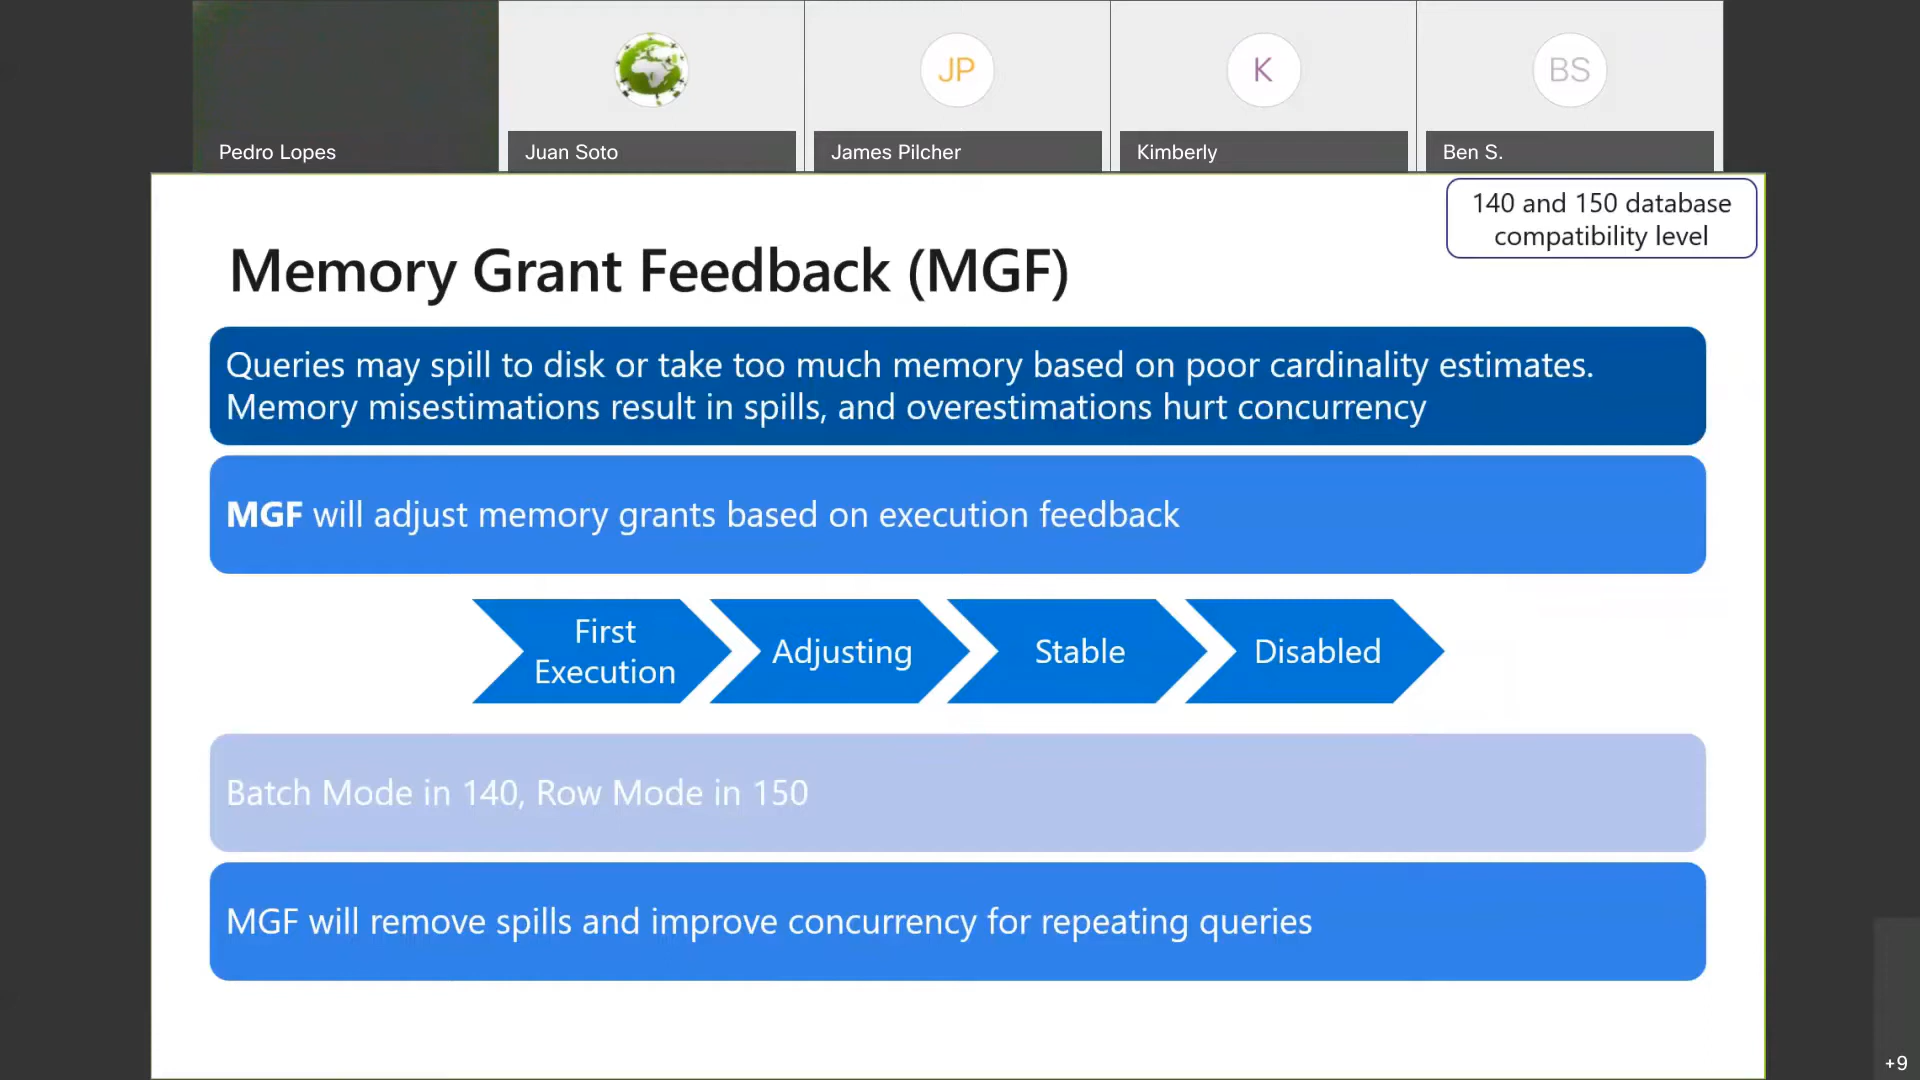 JP
K
BS
Pedro Lopes
Juan Soto
James Pilcher
Kimberly
Ben S.
140 and 150 database
compatibility level
Memory Grant Feedback (MGF)
Queries may spill to disk or take too much memory based on poor cardinality estimates.
Memory misestimations result in spills, and overestimations hurt concurrency
MGF will adjust memory grants based on execution feedback
First
Execution
Adjusting
Stable
Disabled
Batch Mode in 140, Row Mode in 150
MGF will remove spills and improve concurrency for repeating queries
+9